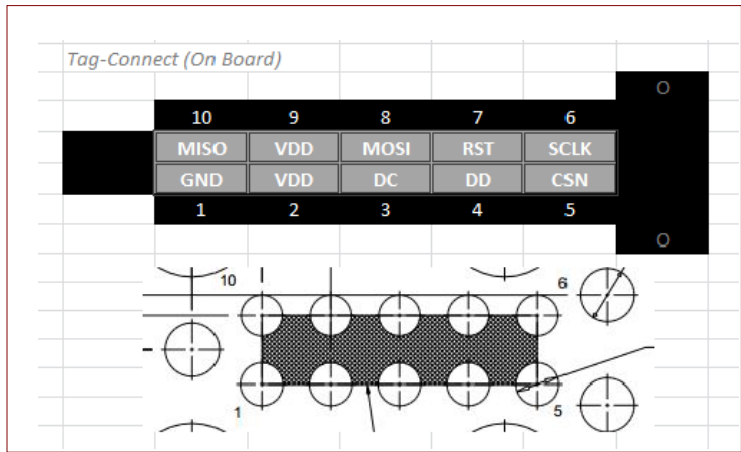 Tag-Connect (On Board)
O
10 9 8 7 6
MISO VDD MOSI RST SCLK
GND VDD DC DD CSN
1 2 3 4 5
O
10 6
1 5